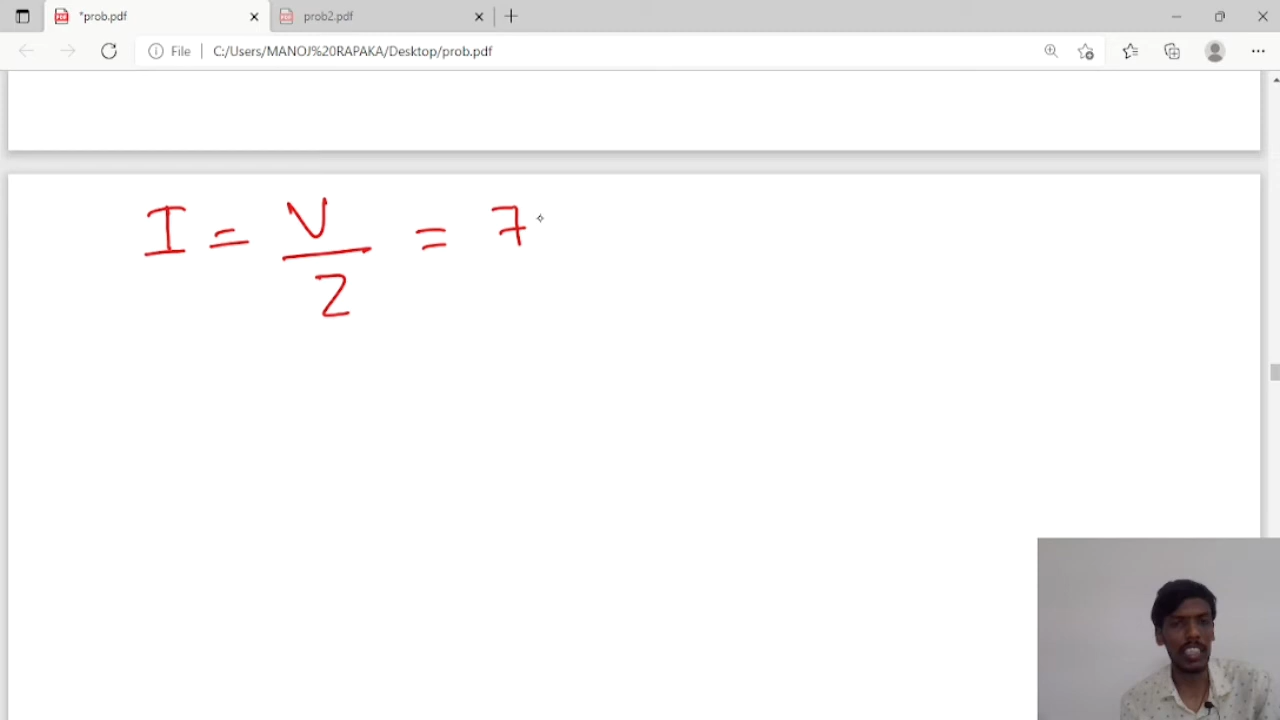 *prob.pdf
prob2.pdf
File
C:/Users/MANOJ%20RAPAKA/Desktop/prob.pdf
I = V/Z = 7